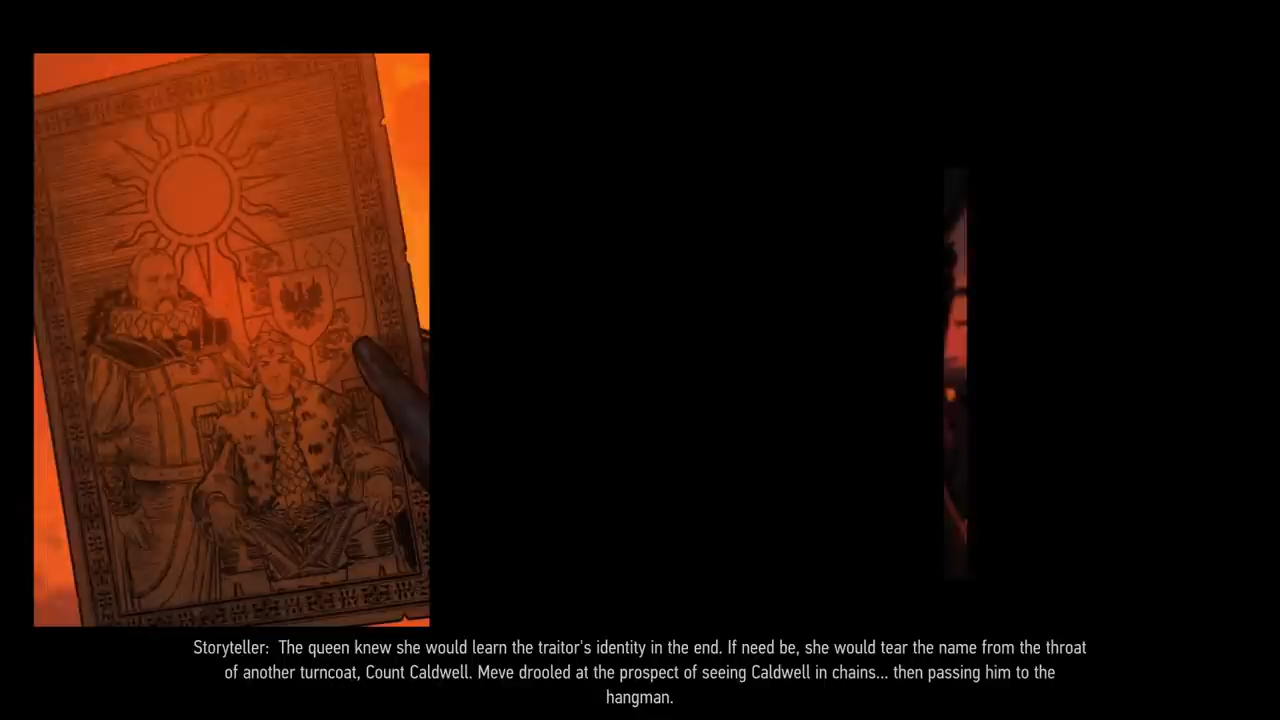 Storyteller:  The queen knew she would learn the traitor's identity in the end. If need be, she would tear the name from the throat
of another turncoat, Count Caldwell. Meve drooled at the prospect of seeing Caldwell in chains... then passing him to the
hangman.